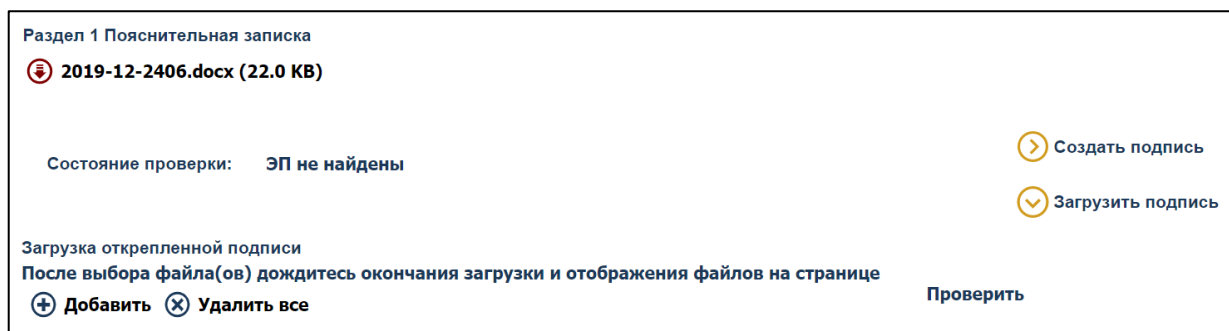 Раздел 1 Пояснительная записка
2019-12-2406.docx (22.0 KB)
Состояние проверки: ЭП не найдены
Создать подпись
Загрузить подпись
Загрузка открепленной подписи
После выбора файла(ов) дождитесь окончания загрузки и отображения файлов на странице
Добавить Удалить все
Проверить